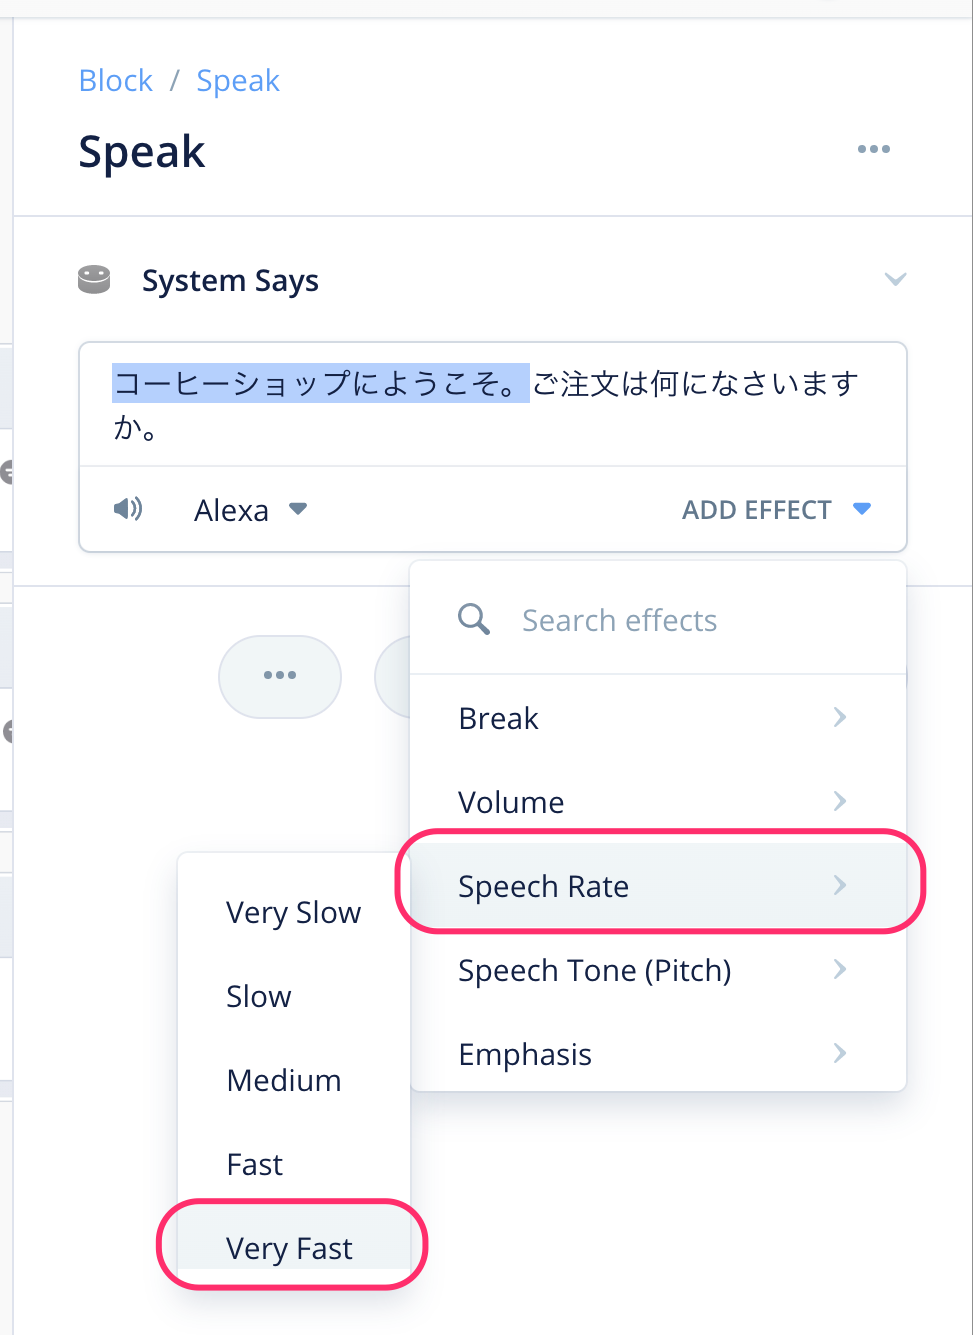 Block / Speak
Speak
System Says
コーヒーショップにようこそ。ご注文は何になさいます
か。
Alexa
ADD EFFECT
Search effects
Break
Volume
Speech Rate
Speech Tone (Pitch)
Emphasis
Very Slow
Slow
Medium
Fast
Very Fast